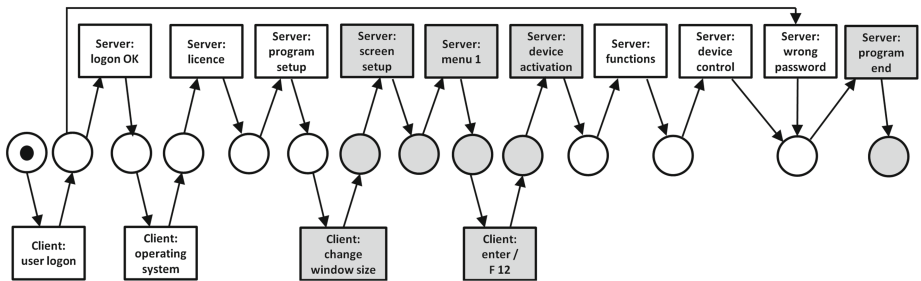 Server:
logon OK
Server:
licence
Server:
program
setup
Server:
screen
setup
Server:
menu 1
Server:
device
activation
Server:
functions
Server:
device
control
Server:
wrong
password
Server:
program
end
Client:
user logon
Client:
operating
system
Client:
change
window size
Client:
enter /
F 12